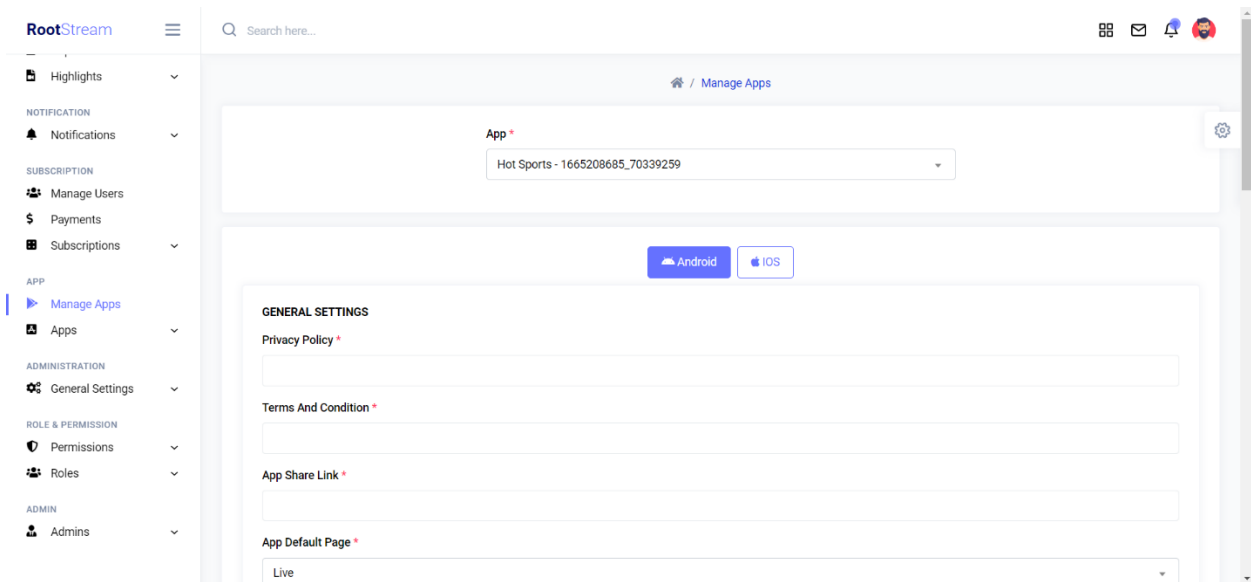 RootStream
Search here...
Highlights
NOTIFICATION
Notifications
SUBSCRIPTION
Manage Users
Payments
Subscriptions
APP
Manage Apps
Apps
ADMINISTRATION
General Settings
ROLE & PERMISSION
Permissions
Roles
ADMIN
Admins
/ Manage Apps
App *
Hot Sports - 1665208685_70339259
Android
IOS
GENERAL SETTINGS
Privacy Policy *
Terms And Condition *
App Share Link *
App Default Page *
Live